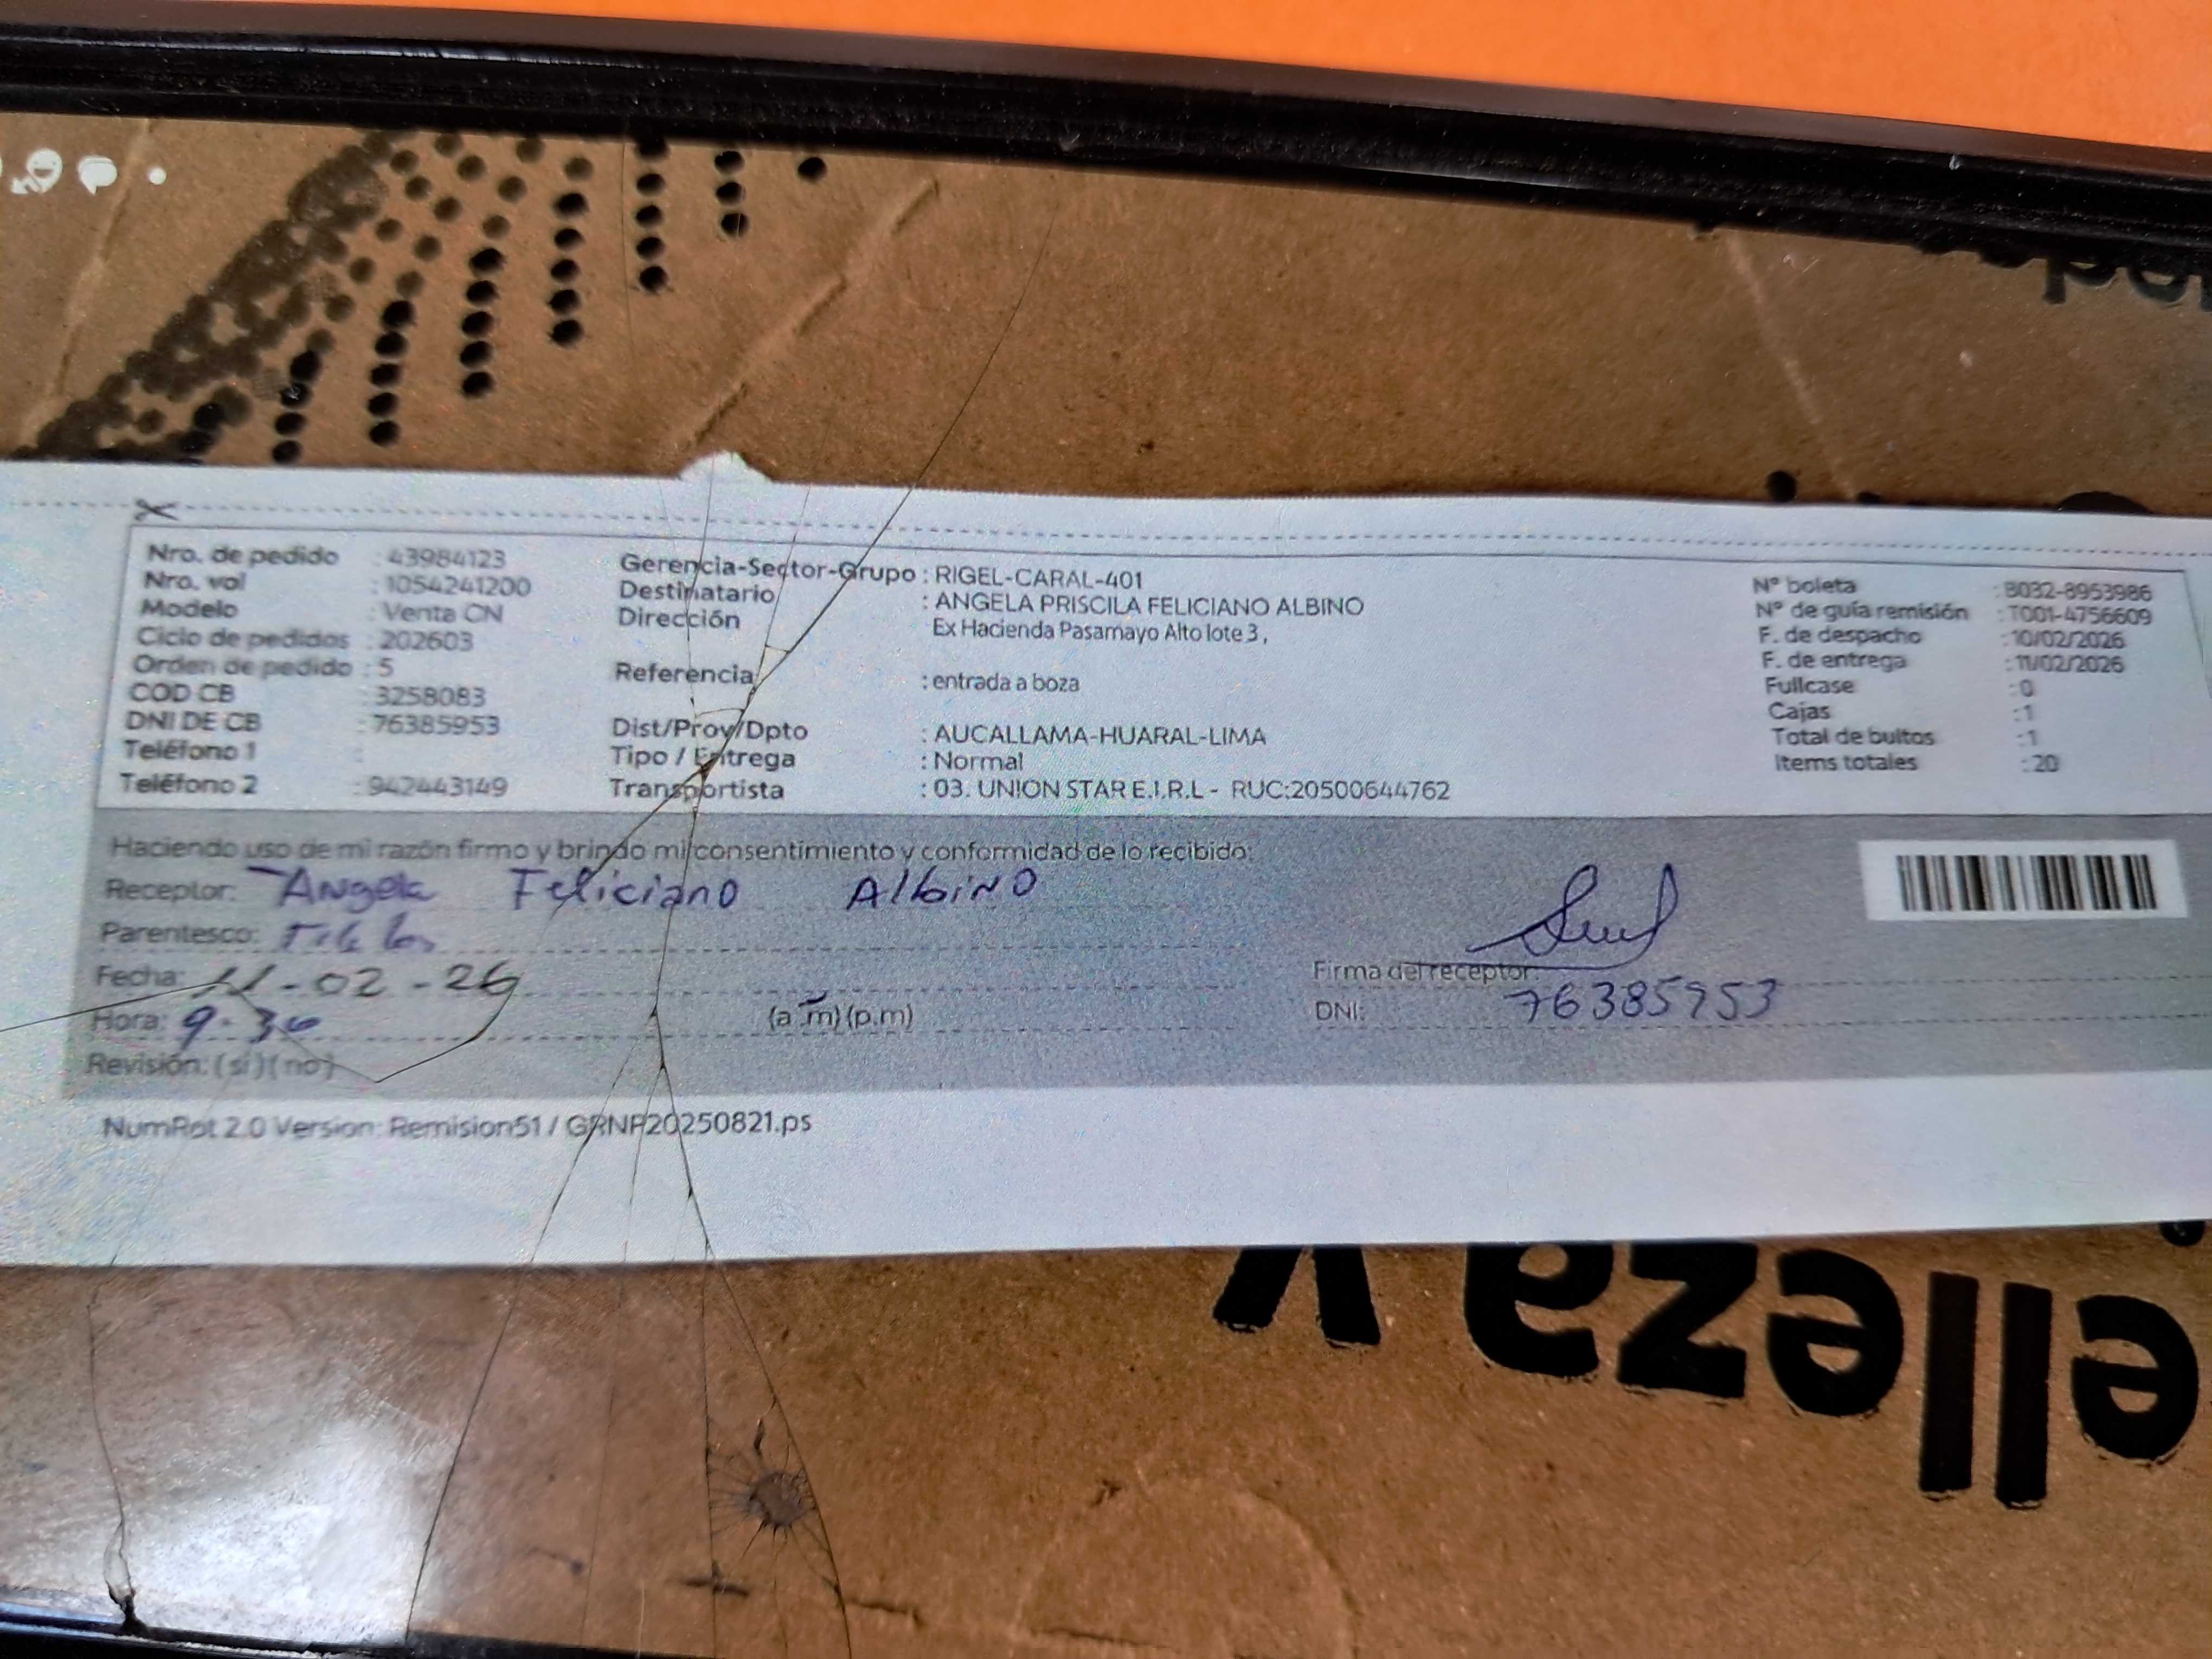 Nro. de pedido : 43984123
Nro. vol : 1054241200
Modelo : Venta CN
Ciclo de pedidos : 202603
Orden de pedido : 5
COD CB : 3258083
DNI DE CB : 76385953
Teléfono 1 :
Teléfono 2 : 942443149
Gerencia-Sector-Grupo : RIGEL-CARAL-401
Destinatario : ANGELA PRISCILA FELICIANO ALBINO
Dirección Ex Hacienda Pasamayo Alto lote 3,
Referencia : entrada a boza
Dist/Prov/Dpto : AUCALLAMA-HUARAL-LIMA
Tipo / Entrega : Normal
Transportista : 03. UNION STAR E.I.R.L - RUC:20500644762
N° boleta : B032-8953986
N° de guía remisión : T001-4756609
F. de despacho : 10/02/2026
F. de entrega : 11/02/2026
Fullcase : 0
Cajas : 1
Total de bultos : 1
Items totales : 20
Haciendo uso de mi razón firmo y brindo mi consentimiento y conformidad de lo recibido:
Receptor: Angela Feliciano Albino
Parentesco:
Fecha: 11-02-26
Hora: 9:30 (a.m) (p.m)
Revisión: (si) (no)
Firma del receptor:
DNI: 76385953
NumRot 2.0 Version: Remision51 / GRNP20250821.ps
elleza y